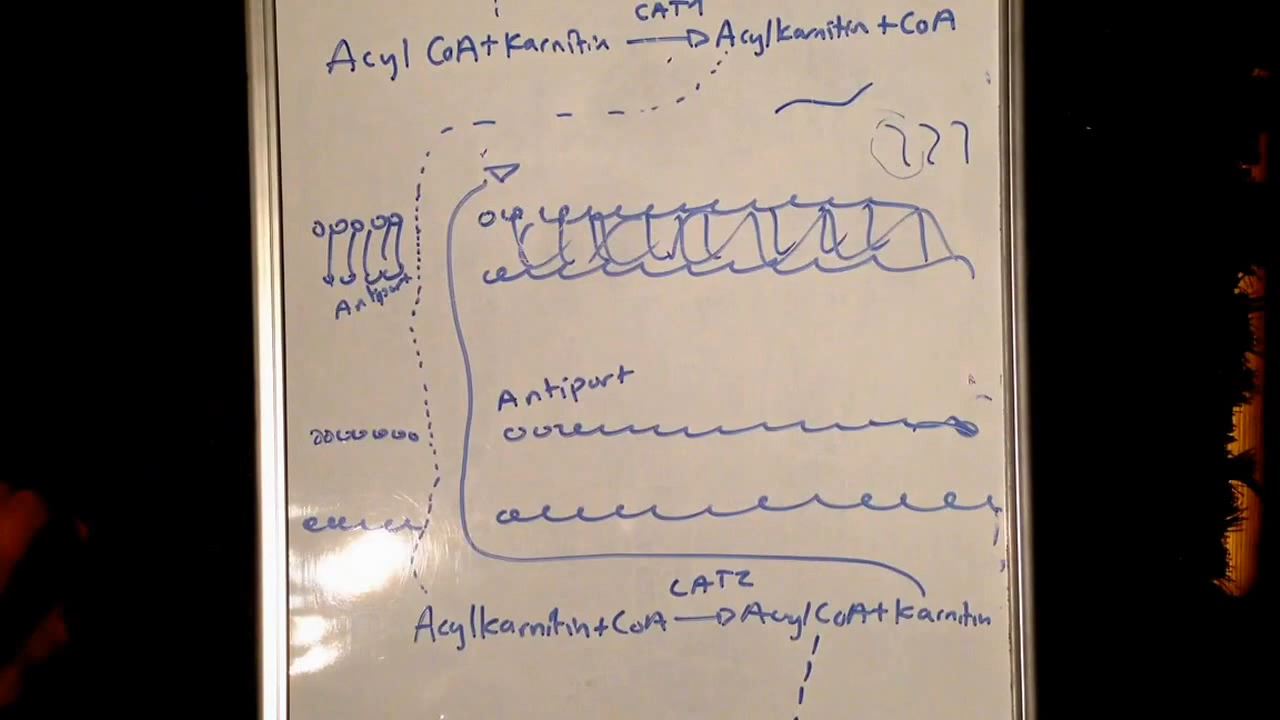 CAT1
Acyl CoA+Karnitin → Acylkarnitin + CoA
???
Antiport
Antiport
CAT2
Acylkarnitin+CoA → Acyl CoA+Karnitin